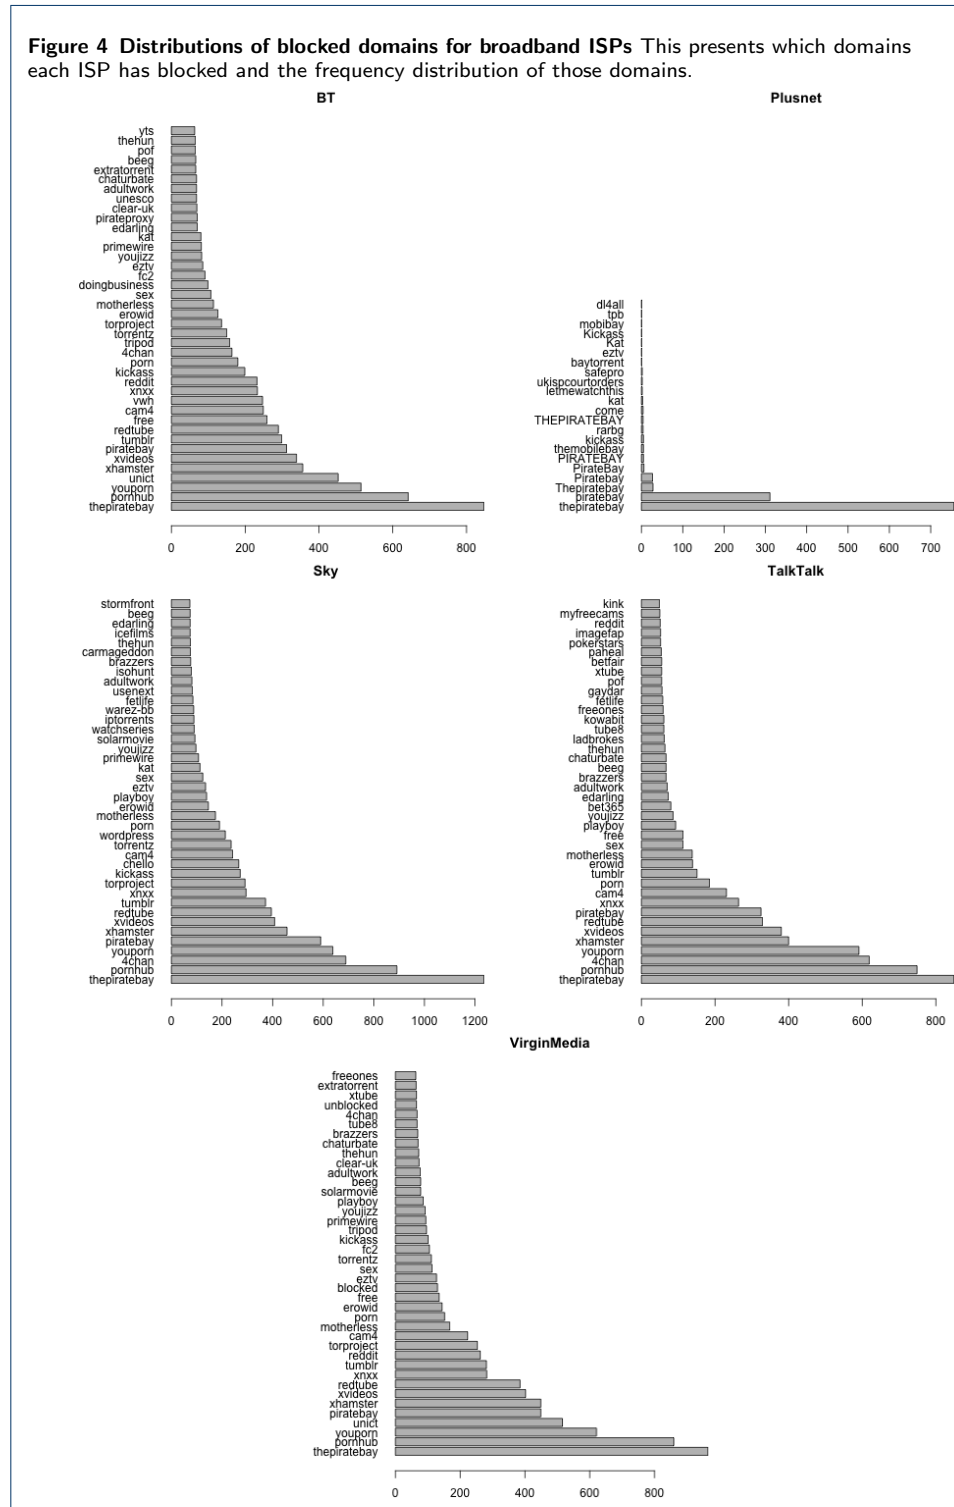 Figure 4 Distributions of blocked domains for broadband ISPs This presents which domains
each ISP has blocked and the frequency distribution of those domains.
BT
yts
thehun
pof
beeg
extratorrent
chaturbate
adultwork
unesco
clear-uk
pirateproxy
edarling
kat
primewire
youjizz
eztv
fc2
doingbusiness
sex
motherless
erowid
torproject
torrentz
tripod
4chan
porn
kickass
reddit
xnxx
vwh
cam4
free
redtube
tumblr
piratebay
xvideos
xhamster
unict
youporn
pornhub
thepiratebay
0 200 400 600 800
Plusnet
dl4all
tpb
mobibay
Kickass
Kat
eztv
baytorrent
safepro
ukispcourtorders
letmewatchthis
kat
come
THEPIRATEBAY
rarbg
kickass
themobilebay
PIRATEBAY
PirateBay
Piratebay
Thepiratebay
piratebay
thepiratebay
0 100 200 300 400 500 600 700
Sky
stormfront
beeg
edarling
icefilms
thehun
carmageddon
brazzers
isohunt
adultwork
usenext
fetlife
warez-bb
iptorrents
watchseries
solarmovie
youjizz
primewire
kat
sex
eztv
playboy
erowid
motherless
porn
wordpress
torrentz
cam4
chello
kickass
torproject
xnxx
tumblr
redtube
xvideos
xhamster
piratebay
youporn
4chan
pornhub
thepiratebay
0 200 400 600 800 1000 1200
TalkTalk
kink
myfreecams
reddit
imagefap
pokerstars
paheal
betfair
xtube
pof
gaydar
fetlife
freeones
kowabit
tube8
ladbrokes
thehun
chaturbate
beeg
brazzers
adultwork
edarling
bet365
youjizz
playboy
free
sex
motherless
erowid
tumblr
porn
cam4
xnxx
piratebay
redtube
xvideos
xhamster
youporn
4chan
pornhub
thepiratebay
0 200 400 600 800
VirginMedia
freeones
extratorrent
xtube
unblocked
4chan
tube8
brazzers
chaturbate
thehun
clear-uk
adultwork
beeg
solarmovie
playboy
youjizz
primewire
tripod
kickass
fc2
torrentz
sex
eztv
blocked
free
erowid
porn
motherless
cam4
torproject
reddit
tumblr
xnxx
redtube
xvideos
xhamster
piratebay
unict
youporn
pornhub
thepiratebay
0 200 400 600 800